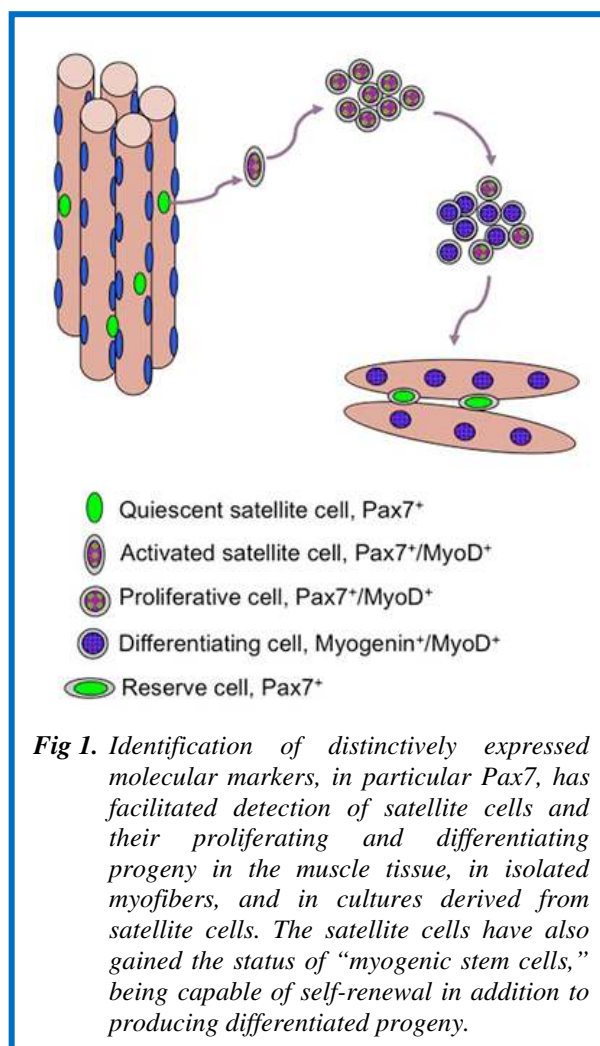 Quiescent satellite cell, Pax7⁺
Activated satellite cell, Pax7⁺/MyoD⁺
Proliferative cell, Pax7⁺/MyoD⁺
Differentiating cell, Myogenin⁺/MyoD⁺
Reserve cell, Pax7⁺
Fig 1. Identification of distinctively expressed
molecular markers, in particular Pax7, has
facilitated detection of satellite cells and
their proliferating and differentiating
progeny in the muscle tissue, in isolated
myofibers, and in cultures derived from
satellite cells. The satellite cells have also
gained the status of “myogenic stem cells,”
being capable of self-renewal in addition to
producing differentiated progeny.